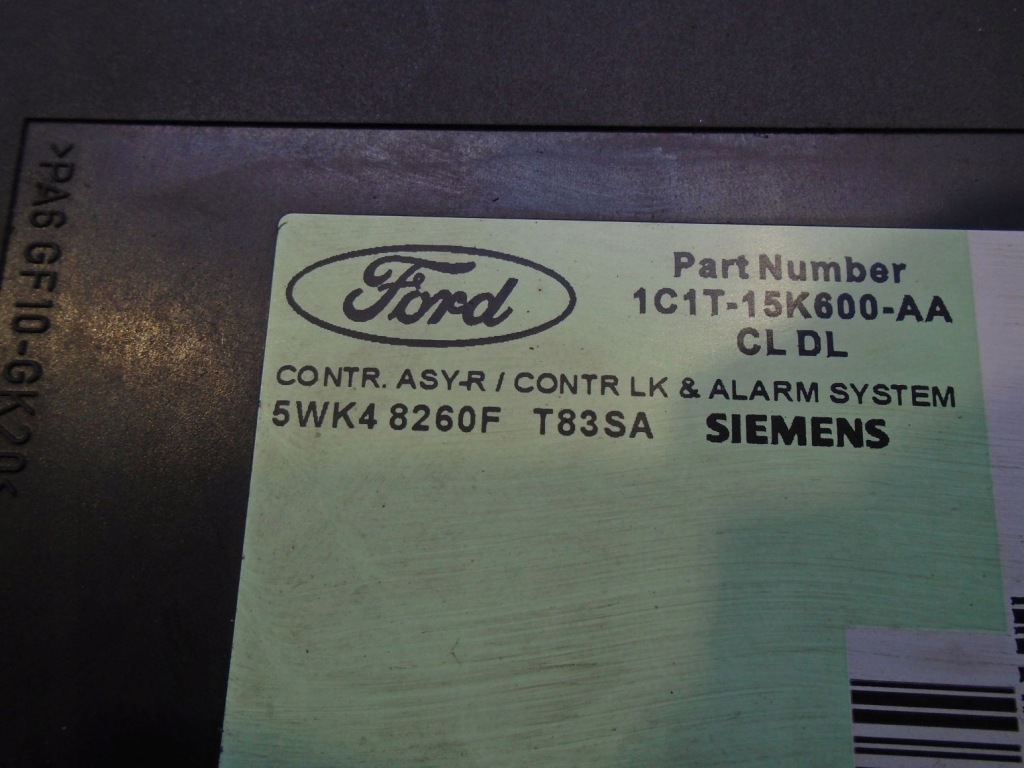 >PA6 GF10-GK20<
Ford
Part Number
1C1T-15K600-AA
CL DL
CONTR. ASY-R / CONTR LK & ALARM SYSTEM
5WK4 8260F T83SA SIEMENS